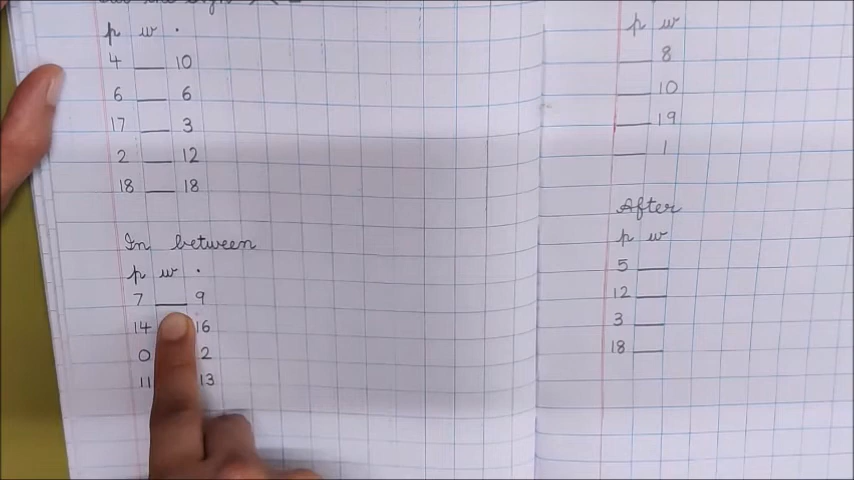 p w .
4 ___ 10
6 ___ 6
17 ___ 3
2 ___ 12
18 ___ 18
In between
p w .
7 ___ 9
14 16
0 2
11 13
p w
___ 8
___ 10
___ 19
___ 1
After
p w
5 ___
12 ___
3 ___
18 ___